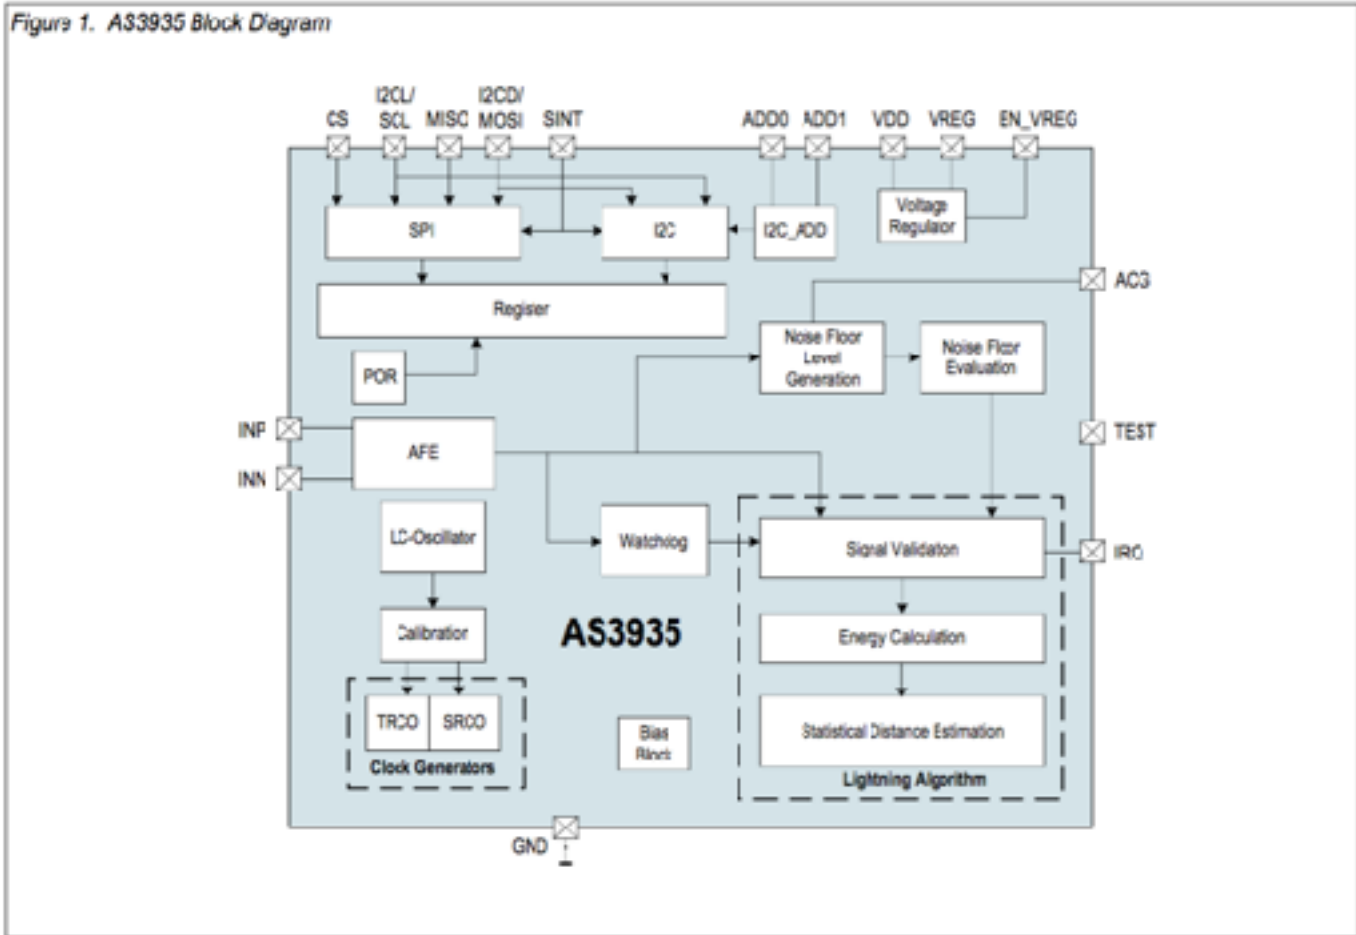 Figure 1. AS3935 Block Diagram
I2CL/
I2CD/
CS
SCL
MISO
MOSI
SINT
ADD0
ADD1
VDD
VREG
EN_VREG
Voltage
Regulator
SPI
I2C
I2C_ADD
ACG
Register
Noise Floor
Level
Generation
Noise Floor
Evaluation
POR
INP
AFE
TEST
INN
LC-Oscillator
Watchdog
Signal Validation
IRQ
Calibration
AS3935
Energy Calculation
TRCO
SRCO
Bias
Block
Statistical Distance Estimation
Clock Generators
Lightning Algorithm
GND